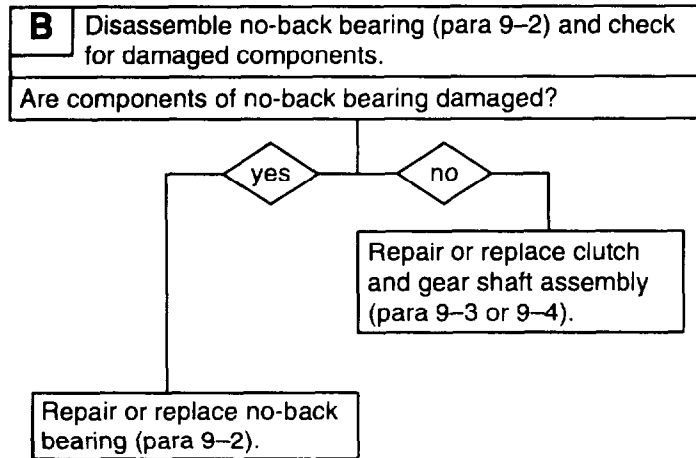 B Disassemble no-back bearing (para 9–2) and check
for damaged components.
Are components of no-back bearing damaged?
yes
no
Repair or replace clutch
and gear shaft assembly
(para 9–3 or 9–4).
Repair or replace no-back
bearing (para 9–2).